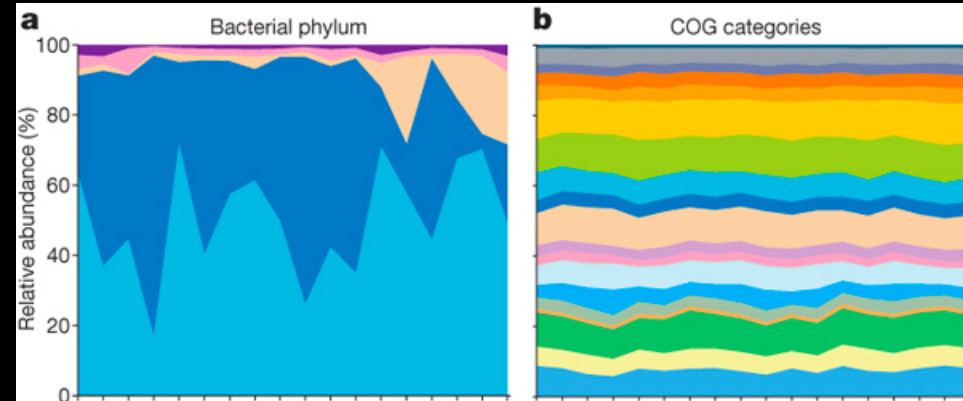 a
Bacterial phylum
b
COG categories
Relative abundance (%)
100
80
60
40
20
0